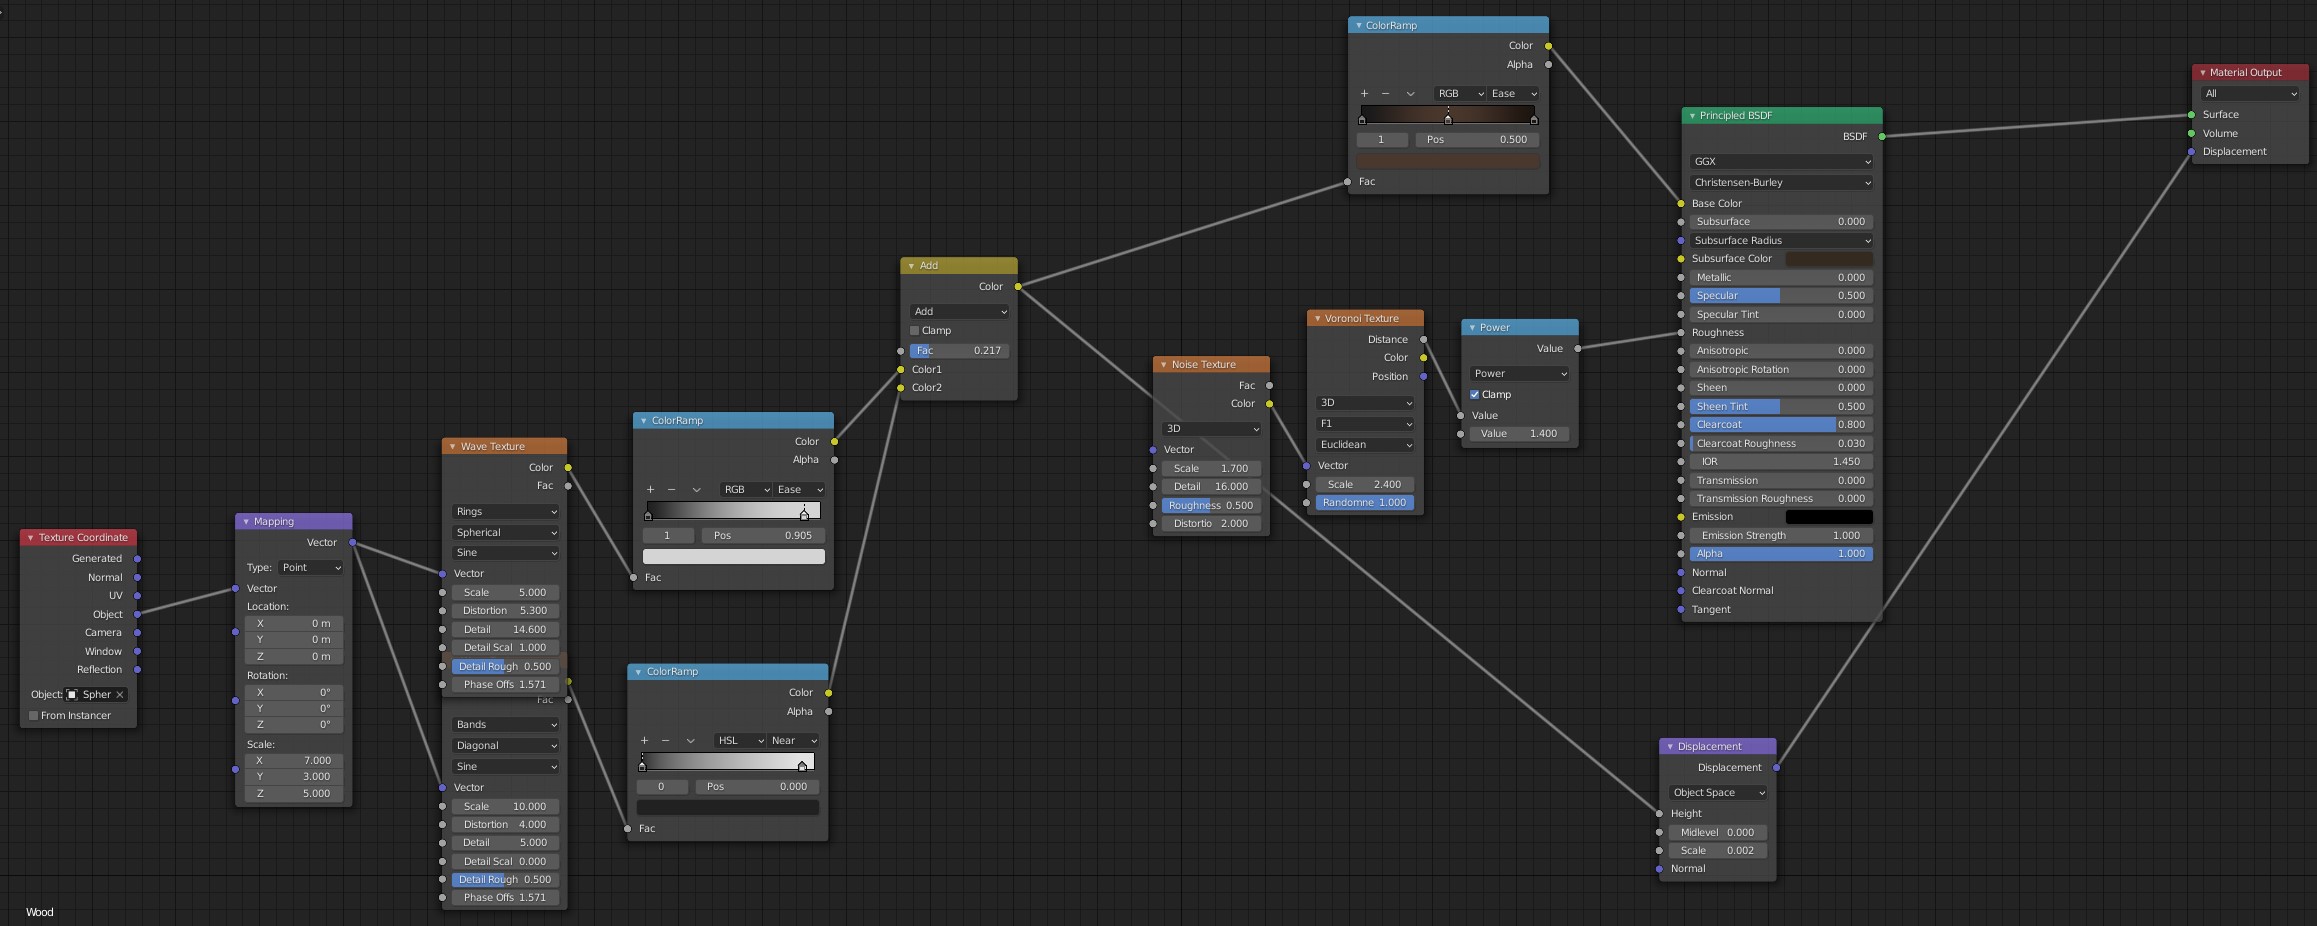 Texture Coordinate
Generated
Normal
UV
Object
Camera
Window
Reflection
Object: Spher
From Instancer
Mapping
Vector
Type: Point
Vector
Location:
X 0 m
Y 0 m
Z 0 m
Rotation:
X 0°
Y 0°
Z 0°
Scale:
X 7.000
Y 3.000
Z 5.000
Wave Texture
Color
Fac
Rings
Spherical
Sine
Vector
Scale 5.000
Distortion 5.300
Detail 14.600
Detail Scal 1.000
Detail Rough 0.500
Phase Offs 1.571
Fac
Bands
Diagonal
Sine
Vector
Scale 10.000
Distortion 4.000
Detail 5.000
Detail Scal 0.000
Detail Rough 0.500
Phase Offs 1.571
ColorRamp
Color
Alpha
RGB Ease
1 Pos 0.905
Fac
ColorRamp
Color
Alpha
HSL Near
0 Pos 0.000
Fac
Add
Color
Add
Clamp
Fac 0.217
Color1
Color2
Noise Texture
Fac
Color
3D
Vector
Scale 1.700
Detail 16.000
Roughness 0.500
Distortio 2.000
Voronoi Texture
Distance
Color
Position
3D
F1
Euclidean
Vector
Scale 2.400
Randomne 1.000
ColorRamp
Color
Alpha
RGB Ease
1 Pos 0.500
Fac
Power
Value
Power
Clamp
Value
Value 1.400
Principled BSDF
BSDF
GGX
Christensen-Burley
Base Color
Subsurface 0.000
Subsurface Radius
Subsurface Color
Metallic 0.000
Specular 0.500
Specular Tint 0.000
Roughness
Anisotropic 0.000
Anisotropic Rotation 0.000
Sheen 0.000
Sheen Tint 0.500
Clearcoat 0.800
Clearcoat Roughness 0.030
IOR 1.450
Transmission 0.000
Transmission Roughness 0.000
Emission
Emission Strength 1.000
Alpha 1.000
Normal
Clearcoat Normal
Tangent
Displacement
Displacement
Object Space
Height
Midlevel 0.000
Scale 0.002
Normal
Material Output
All
Surface
Volume
Displacement
Wood